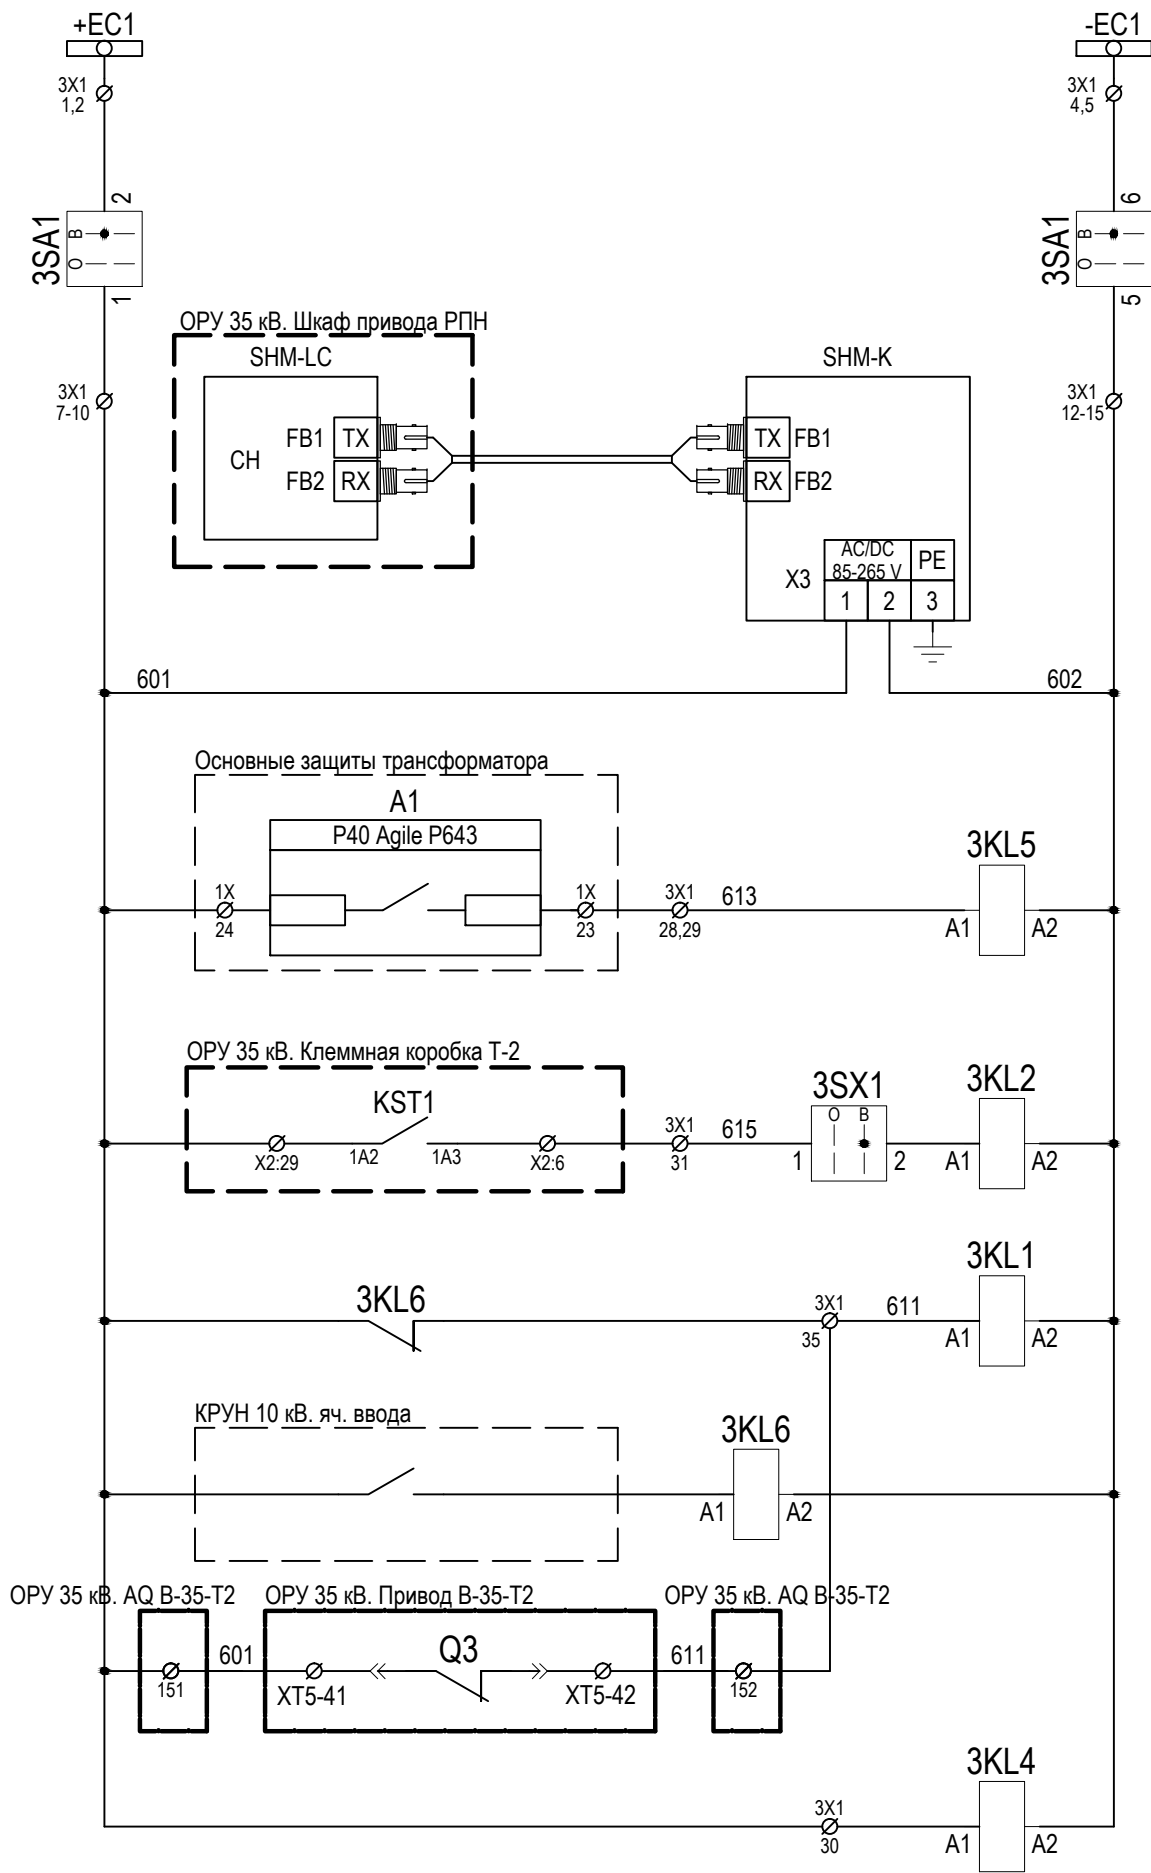 +EC1
-EC1
3X1
1,2
3X1
4,5
2
6
3SA1
В
О
3SA1
В
О
1
5
ОРУ 35 кВ. Шкаф привода РПН
SHM-LC
SHM-K
3X1
7-10
3X1
12-15
FB1
TX
TX
FB1
CH
FB2
RX
RX
FB2
AC/DC
85-265 V
PE
X3
1
2
3
601
602
Основные защиты трансформатора
A1
P40 Agile P643
3KL5
1X
24
1X
23
3X1
28,29
613
A1
A2
ОРУ 35 кВ. Клеммная коробка Т-2
KST1
3SX1
3KL2
О
В
X2:29
1A2
1A3
X2:6
3X1
31
615
1
2
A1
A2
3KL1
3KL6
3X1
35
611
A1
A2
КРУН 10 кВ. яч. ввода
3KL6
A1
A2
ОРУ 35 кВ. AQ В-35-Т2
ОРУ 35 кВ. Привод В-35-Т2
ОРУ 35 кВ. AQ В-35-Т2
Q3
601
611
151
XT5-41
XT5-42
152
3KL4
3X1
30
A1
A2